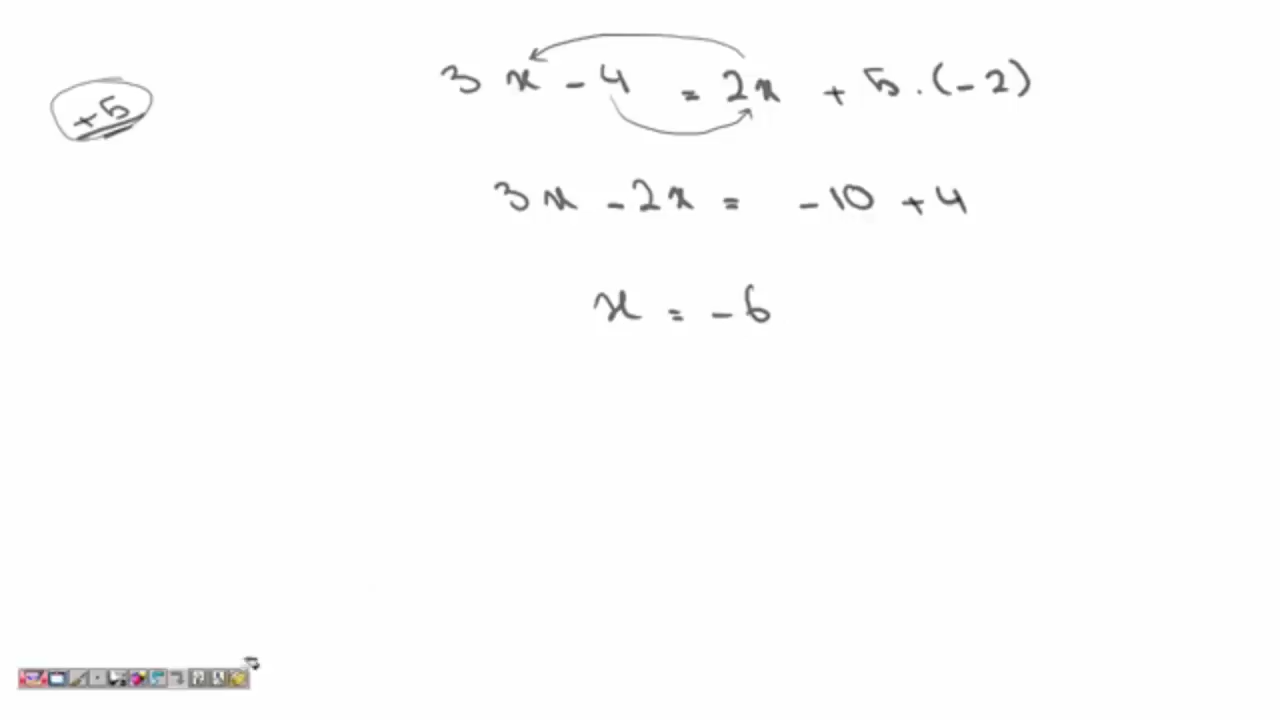 +5
3x - 4 = 2x + 5.(-2)
3x - 2x = -10 + 4
x = -6